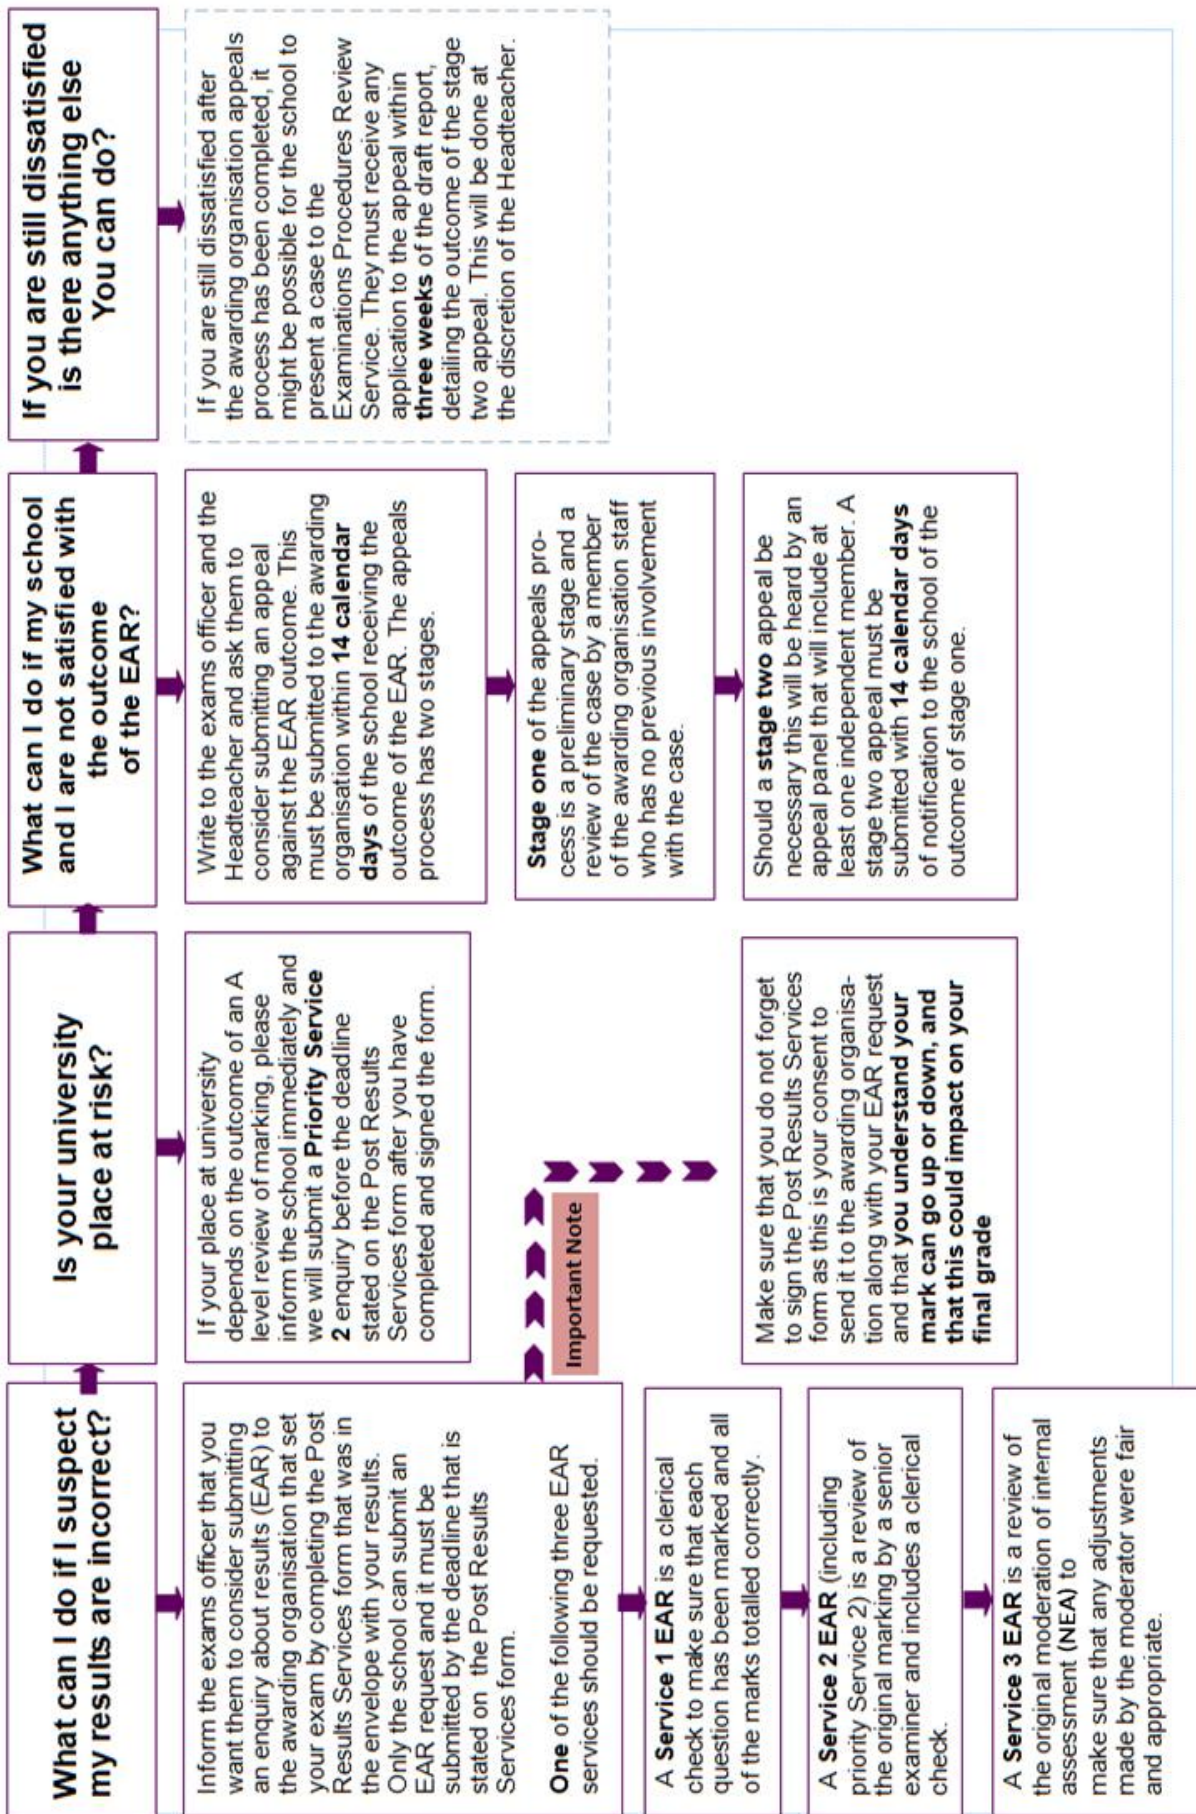 What can I do if I suspect
my results are incorrect?
Inform the exams officer that you
want them to consider submitting
an enquiry about results (EAR) to
the awarding organisation that set
your exam by completing the Post
Results Services form that was in
the envelope with your results.
Only the school can submit an
EAR request and it must be
submitted by the deadline that is
stated on the Post Results
Services form.
One of the following three EAR
services should be requested.
A Service 1 EAR is a clerical
check to make sure that each
question has been marked and all
of the marks totalled correctly.
A Service 2 EAR (including
priority Service 2) is a review of
the original marking by a senior
examiner and includes a clerical
check.
A Service 3 EAR is a review of
the original moderation of internal
assessment (NEA) to
make sure that any adjustments
made by the moderator were fair
and appropriate.
Is your university
place at risk?
If your place at university
depends on the outcome of an A
level review of marking, please
inform the school immediately and
we will submit a Priority Service
2 enquiry before the deadline
stated on the Post Results
Services form after you have
completed and signed the form.
Important Note
Make sure that you do not forget
to sign the Post Results Services
form as this is your consent to
send it to the awarding organisa-
tion along with your EAR request
and that you understand your
mark can go up or down, and
that this could impact on your
final grade
What can I do if my school
and I are not satisfied with
the outcome
of the EAR?
Write to the exams officer and the
Headteacher and ask them to
consider submitting an appeal
against the EAR outcome. This
must be submitted to the awarding
organisation within 14 calendar
days of the school receiving the
outcome of the EAR. The appeals
process has two stages.
Stage one of the appeals pro-
cess is a preliminary stage and a
review of the case by a member
of the awarding organisation staff
who has no previous involvement
with the case.
Should a stage two appeal be
necessary this will be heard by an
appeal panel that will include at
least one independent member. A
stage two appeal must be
submitted with 14 calendar days
of notification to the school of the
outcome of stage one.
If you are still dissatisfied
is there anything else
You can do?
If you are still dissatisfied after
the awarding organisation appeals
process has been completed, it
might be possible for the school to
present a case to the
Examinations Procedures Review
Service. They must receive any
application to the appeal within
three weeks of the draft report,
detailing the outcome of the stage
two appeal. This will be done at
the discretion of the Headteacher.